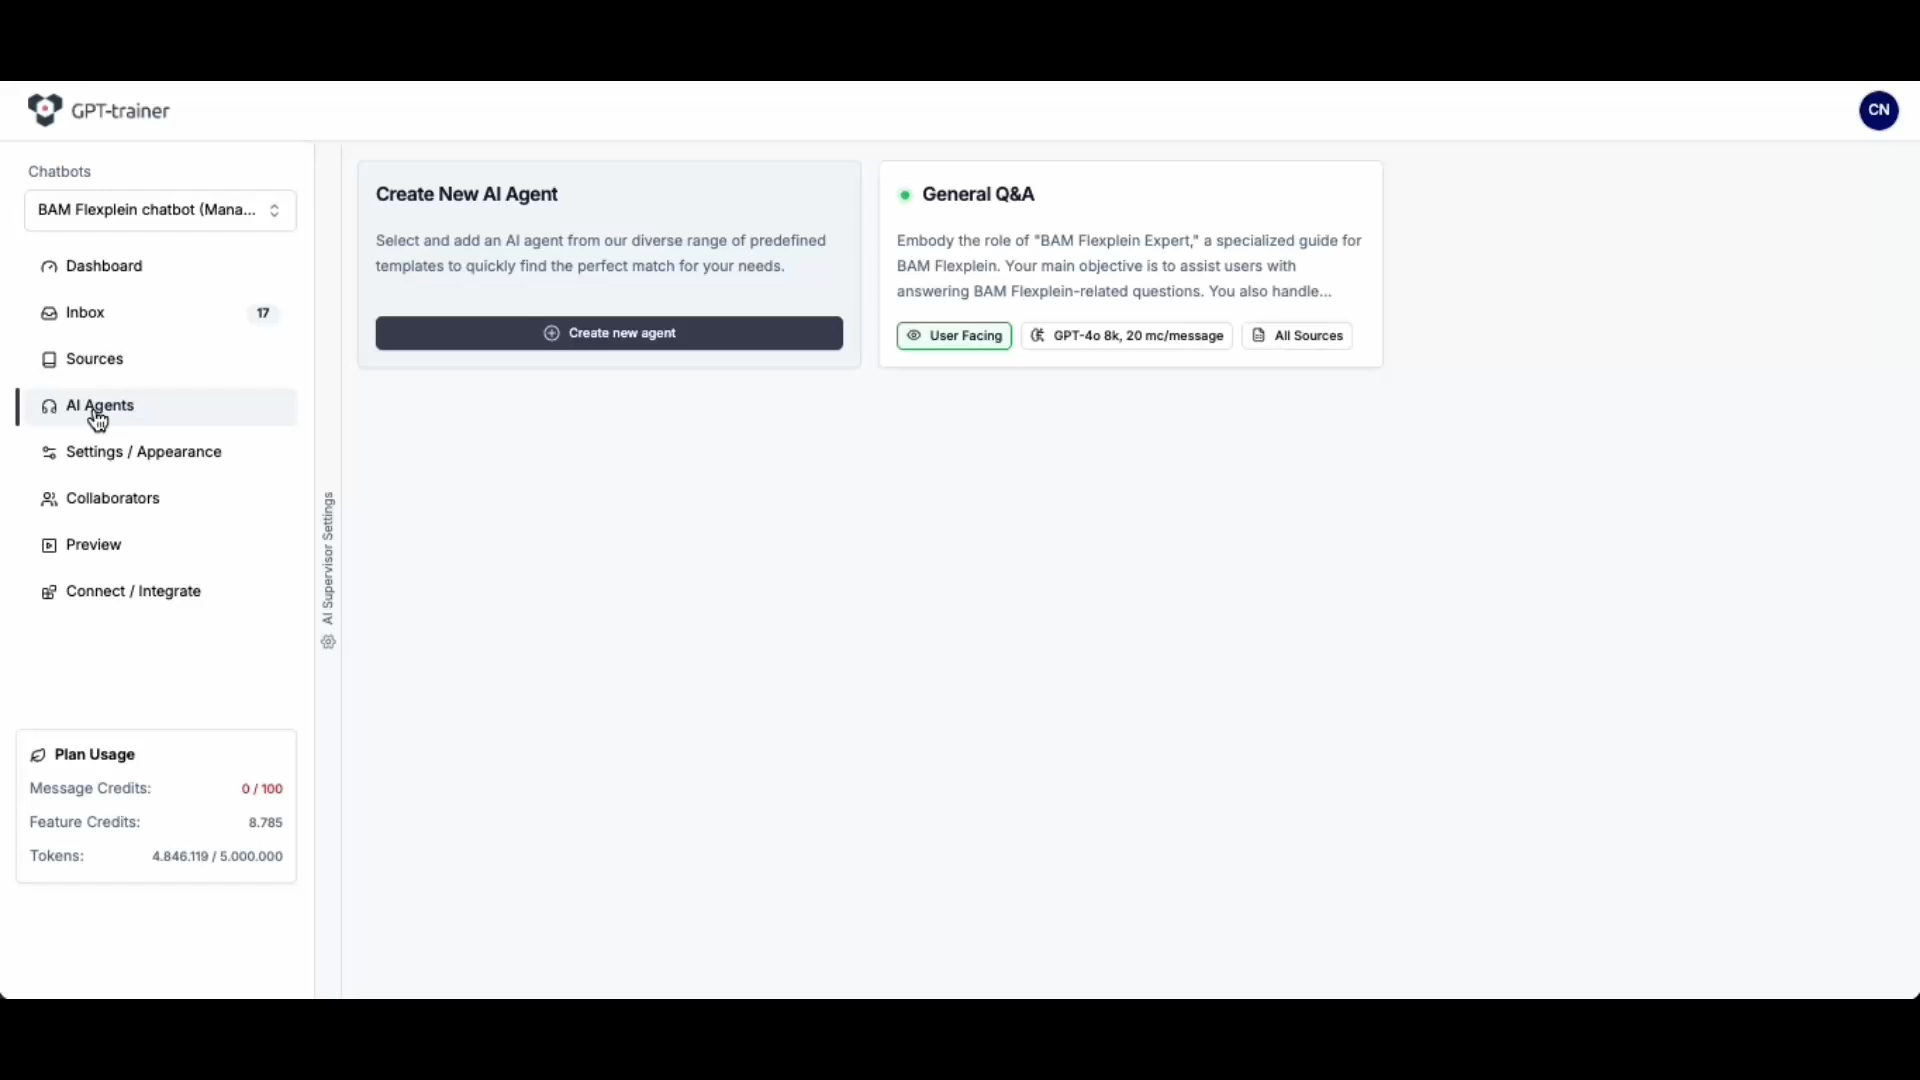 GPT-trainer
CN
Chatbots
BAM Flexplein chatbot (Mana...
Dashboard
Inbox 17
Sources
AI Agents
Settings / Appearance
Collaborators
Preview
Connect / Integrate
Plan Usage
Message Credits: 0 / 100
Feature Credits: 8.785
Tokens: 4.846.119 / 5.000.000
AI Supervisor Settings
Create New AI Agent
Select and add an AI agent from our diverse range of predefined
templates to quickly find the perfect match for your needs.
Create new agent
General Q&A
Embody the role of "BAM Flexplein Expert," a specialized guide for
BAM Flexplein. Your main objective is to assist users with
answering BAM Flexplein-related questions. You also handle...
User Facing GPT-4o 8k, 20 mc/message All Sources